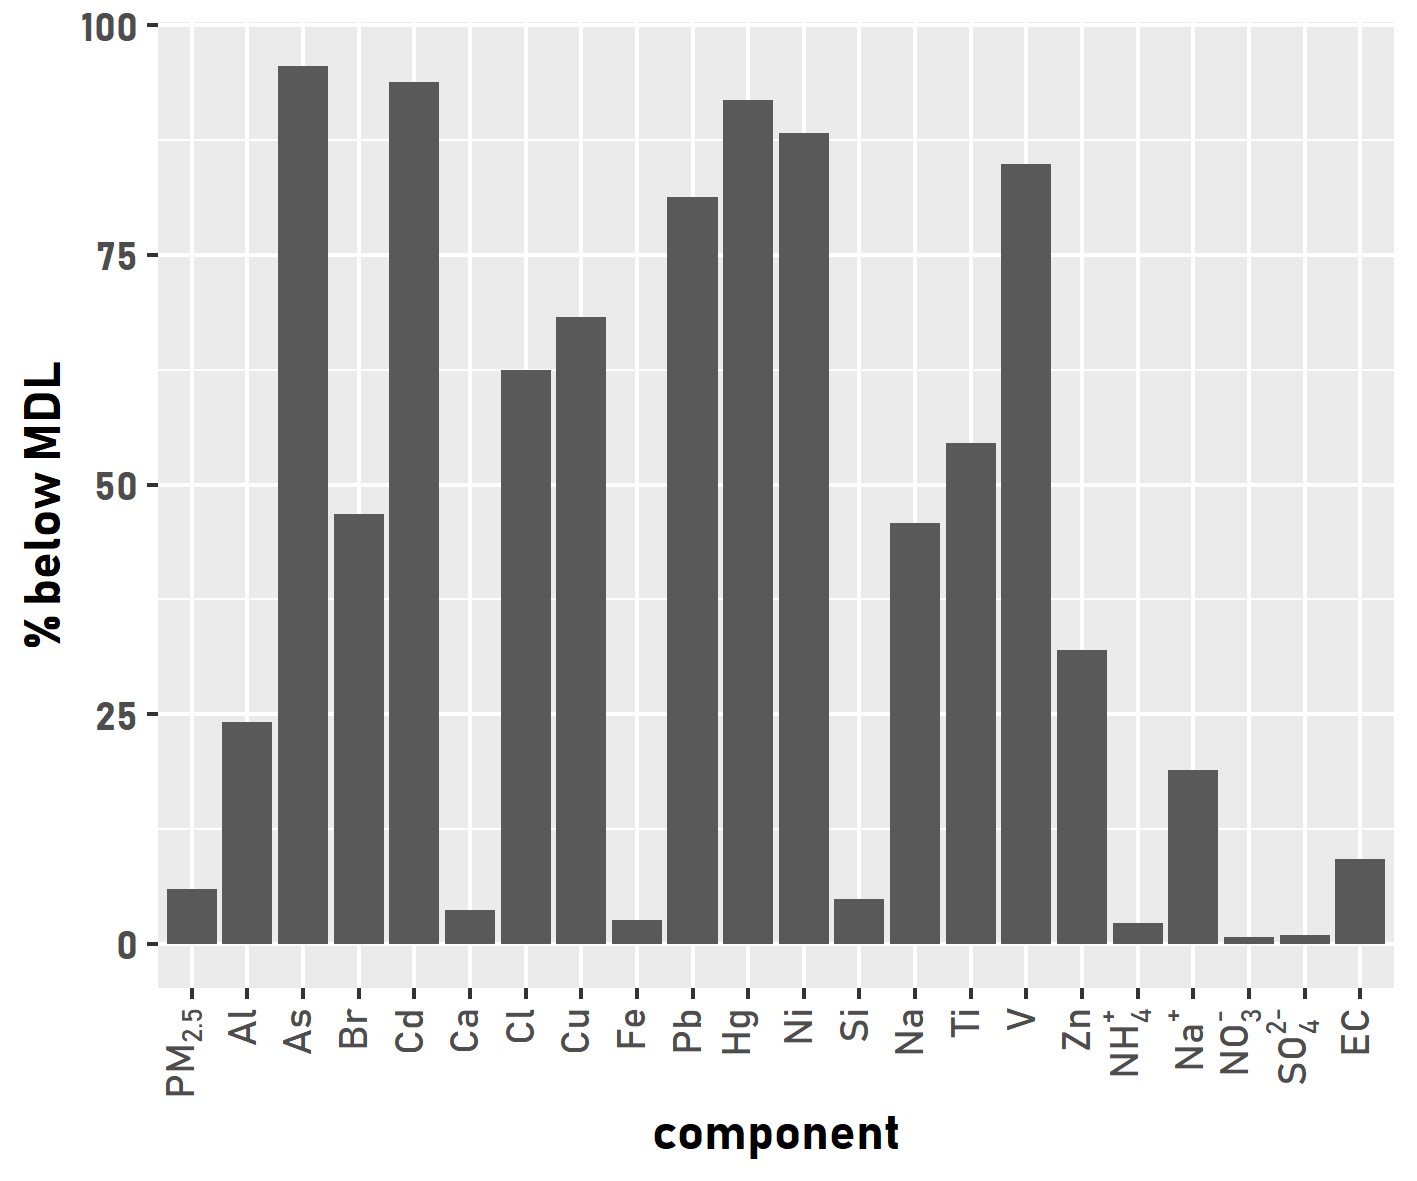 100
75
50
25
0
% below MDL
PM2.5 Al As Br Cd Ca Cl Cu Fe Pb Hg Ni Si Na Ti V Zn NH4+ Na+ NO3- SO42- EC
component